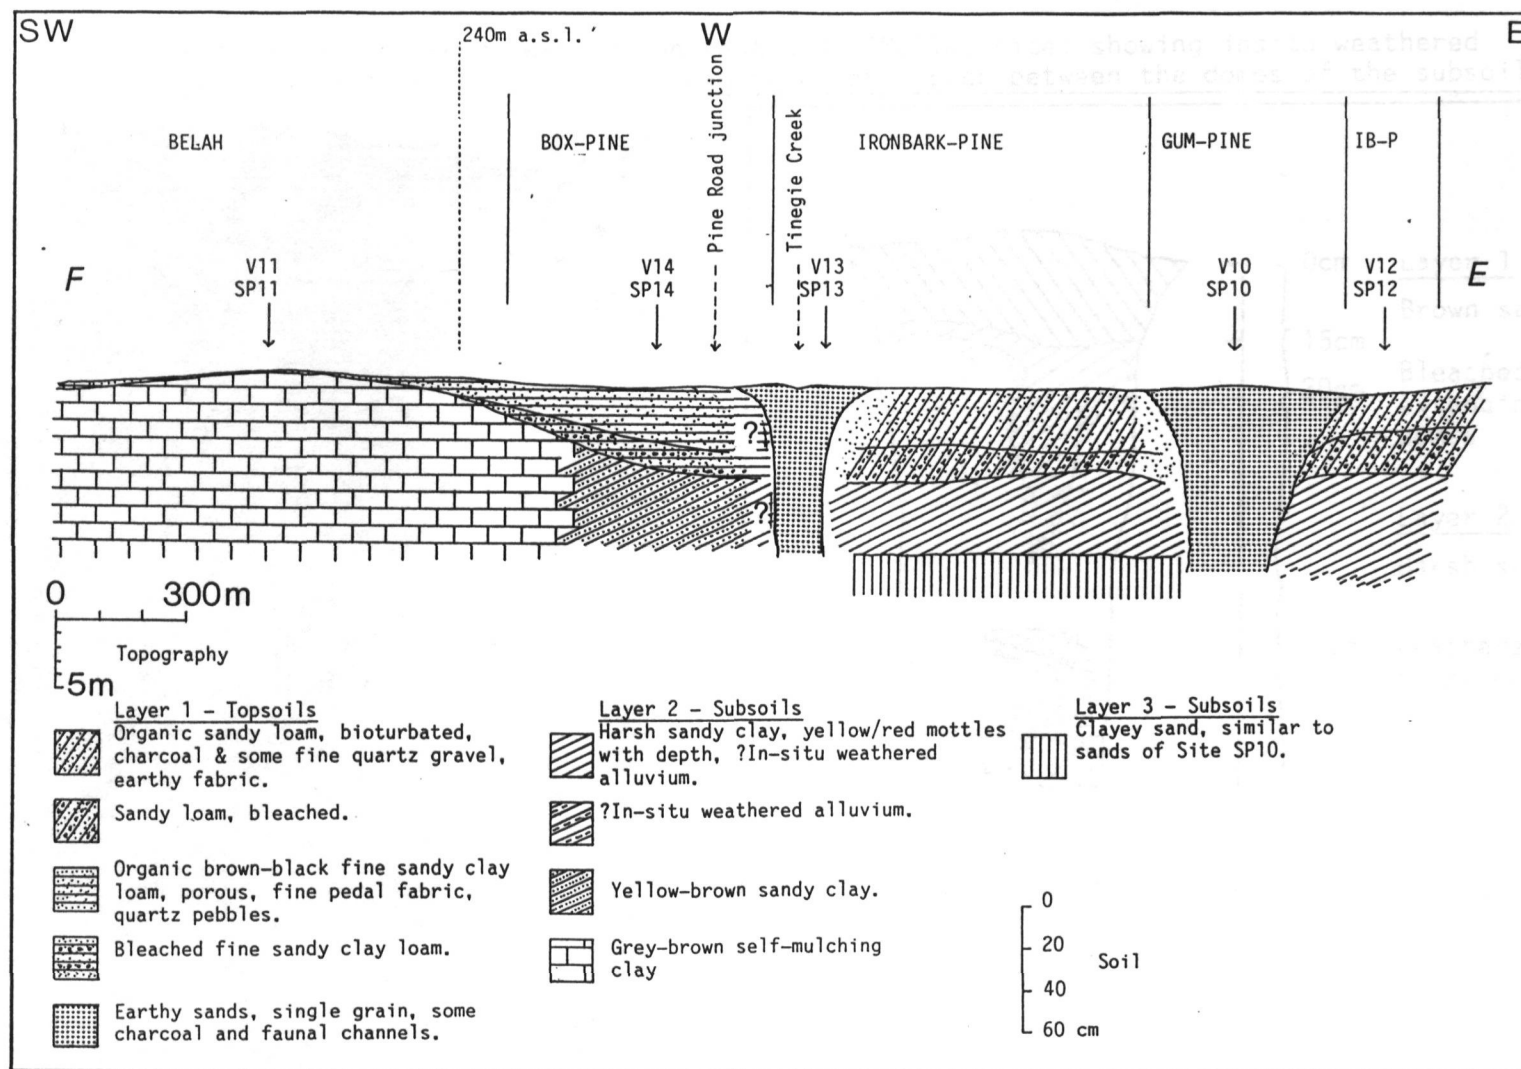 SW
240m a.s.l.
W
E
BELAH
BOX-PINE
Pine Road junction
Tinegie Creek
IRONBARK-PINE
GUM-PINE
IB-P
F
V11
SP11
V14
SP14
V13
SP13
V10
SP10
V12
SP12
E
?
?
0 300m
Topography
5m
Layer 1 - Topsoils
Organic sandy loam, bioturbated,
charcoal & some fine quartz gravel,
earthy fabric.
Sandy loam, bleached.
Organic brown-black fine sandy clay
loam, porous, fine pedal fabric,
quartz pebbles.
Bleached fine sandy clay loam.
Earthy sands, single grain, some
charcoal and faunal channels.
Layer 2 - Subsoils
Harsh sandy clay, yellow/red mottles
with depth, ?In-situ weathered
alluvium.
?In-situ weathered alluvium.
Yellow-brown sandy clay.
Grey-brown self-mulching
clay
Layer 3 - Subsoils
Clayey sand, similar to
sands of Site SP10.
0
20
40
60 cm
Soil